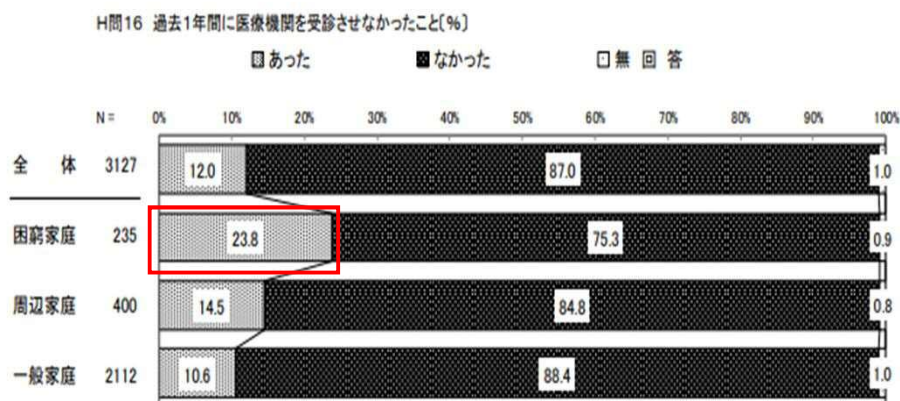 H問16 過去1年間に医療機関を受診させなかったこと〔%〕
あった なかった 無 回 答
N = 0% 10% 20% 30% 40% 50% 60% 70% 80% 90% 100%
全 体 3127 12.0 87.0 1.0
困窮家庭 235 23.8 75.3 0.9
周辺家庭 400 14.5 84.8 0.8
一般家庭 2112 10.6 88.4 1.0